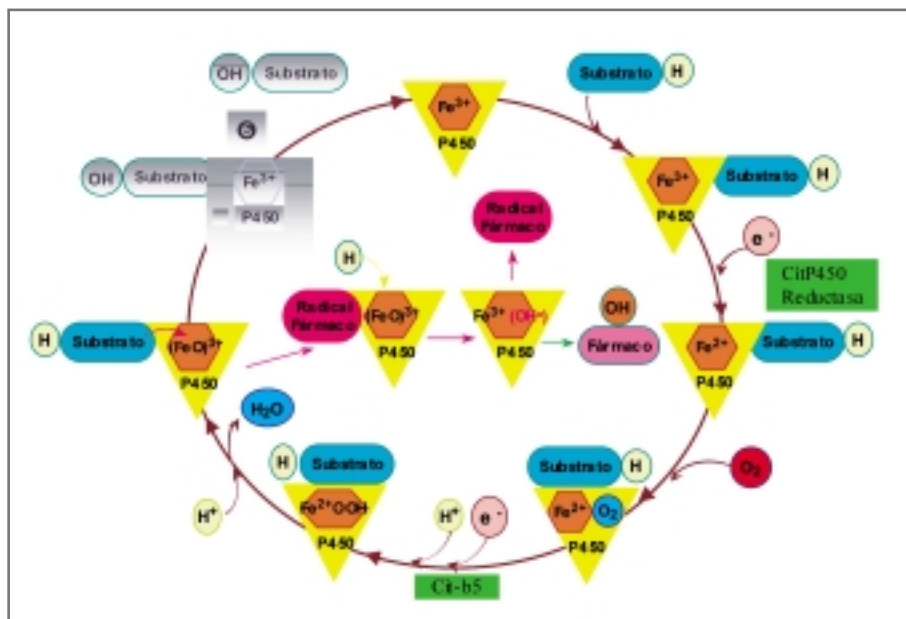 OH Substrato
6
Fe³⁺
P450
Substrato H
OH Substrato
Fe³⁺
P450
Fe³⁺
P450
Substrato H
Radical
Fármaco
H
e⁻
CitP450
Reductasa
Radical
Fármaco
(FeO)³⁺
P450
Fe³⁺ (OH•)
P450
OH
Fármaco
H Substrato
(FeO)³⁺
P450
Fe²⁺
P450
Substrato H
H₂O
H⁺
H Substrato
Fe²⁺OOH
P450
H⁺
e⁻
Cit-b5
Substrato H
Fe²⁺ O₂
P450
O₂